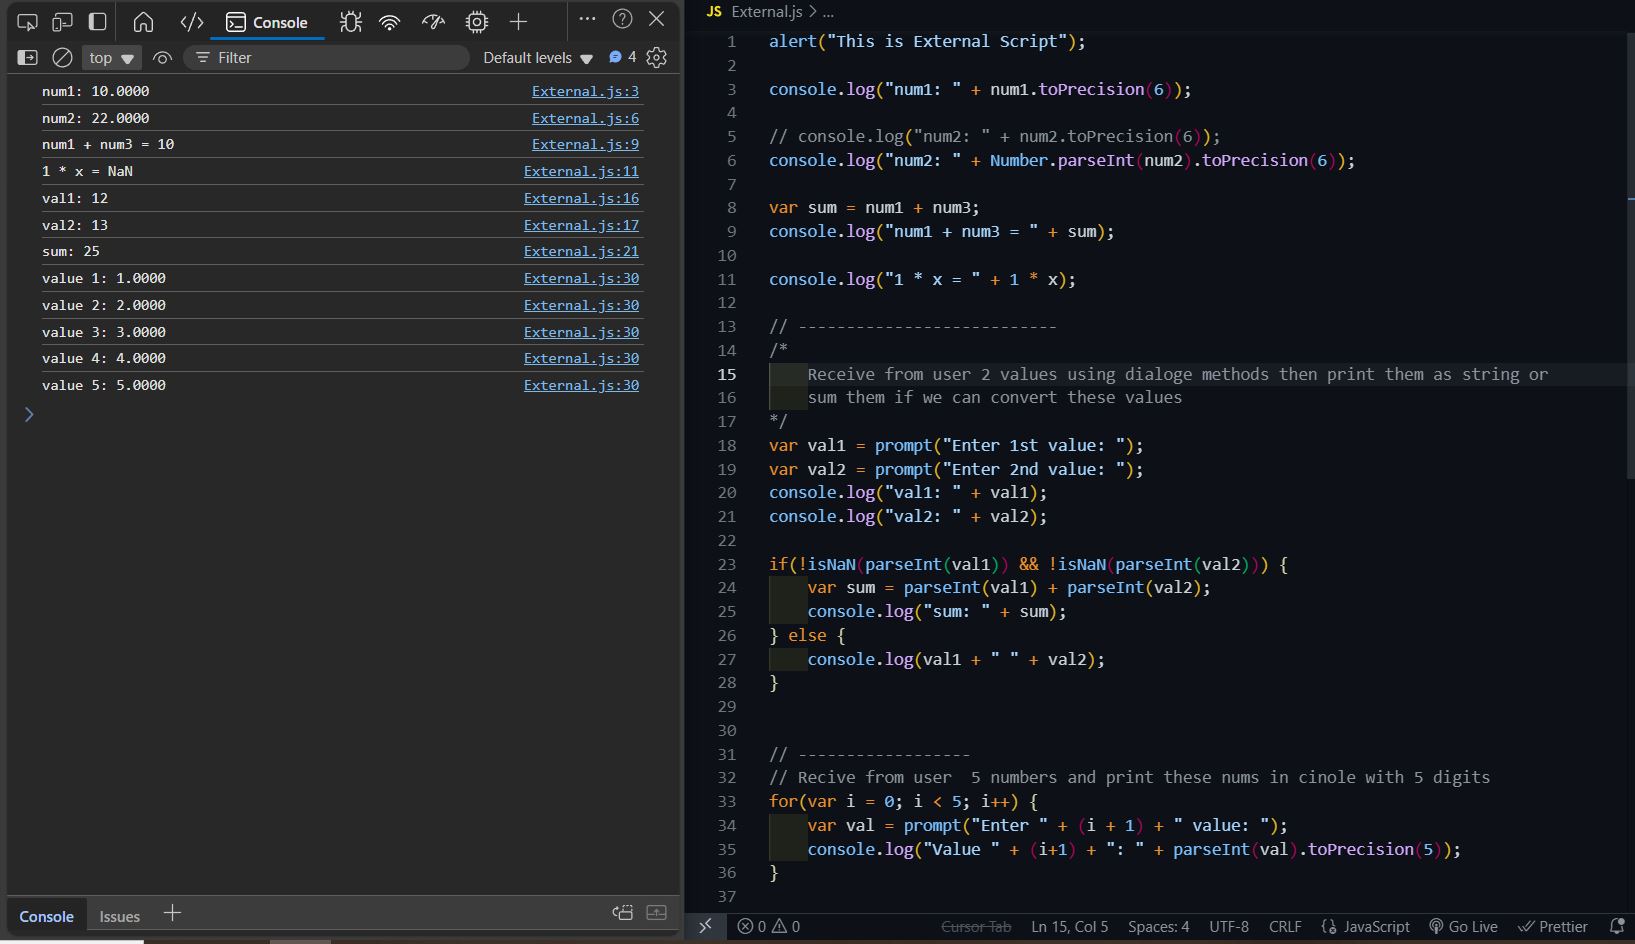 Console
top
Filter
Default levels
4
num1: 10.0000 External.js:3
num2: 22.0000 External.js:6
num1 + num3 = 10 External.js:9
1 * x = NaN External.js:11
val1: 12 External.js:16
val2: 13 External.js:17
sum: 25 External.js:21
value 1: 1.0000 External.js:30
value 2: 2.0000 External.js:30
value 3: 3.0000 External.js:30
value 4: 4.0000 External.js:30
value 5: 5.0000 External.js:30
Console Issues
JS External.js > ...
1 alert("This is External Script");
2
3 console.log("num1: " + num1.toPrecision(6));
4
5 // console.log("num2: " + num2.toPrecision(6));
6 console.log("num2: " + Number.parseInt(num2).toPrecision(6));
7
8 var sum = num1 + num3;
9 console.log("num1 + num3 = " + sum);
10
11 console.log("1 * x = " + 1 * x);
12
13 // ---------------------------
14 /*
15 Receive from user 2 values using dialoge methods then print them as string or
16 sum them if we can convert these values
17 */
18 var val1 = prompt("Enter 1st value: ");
19 var val2 = prompt("Enter 2nd value: ");
20 console.log("val1: " + val1);
21 console.log("val2: " + val2);
22
23 if(!isNaN(parseInt(val1)) && !isNaN(parseInt(val2))) {
24 var sum = parseInt(val1) + parseInt(val2);
25 console.log("sum: " + sum);
26 } else {
27 console.log(val1 + " " + val2);
28 }
29
30
31 // ------------------
32 // Recive from user  5 numbers and print these nums in cinole with 5 digits
33 for(var i = 0; i < 5; i++) {
34 var val = prompt("Enter " + (i + 1) + " value: ");
35 console.log("Value " + (i+1) + ": " + parseInt(val).toPrecision(5));
36 }
37
0 0 Cursor Tab Ln 15, Col 5 Spaces: 4 UTF-8 CRLF JavaScript Go Live Prettier